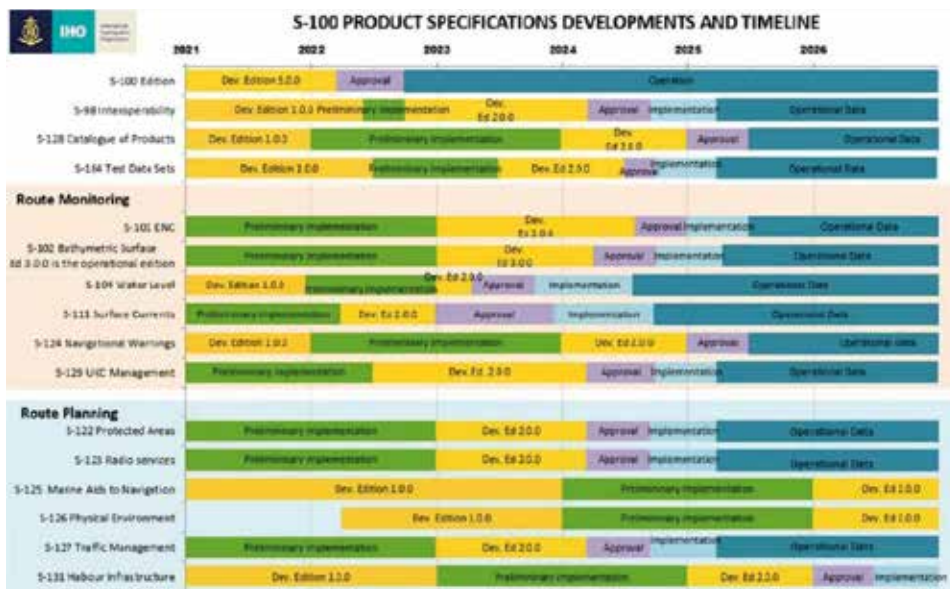 IHO
S-100 PRODUCT SPECIFICATIONS DEVELOPMENTS AND TIMELINE
2021 2022 2023 2024 2025 2026
S-100 Edition Dev. Edition 5.0.0 Approval Operation
S-98 Interoperability Dev. Edition 1.0.0 Preliminary Implementation Dev. Ed 2.0.0 Approval Implementation Operational Data
S-128 Catalogue of Products Dev. Edition 1.0.0 Preliminary Implementation Dev. Ed 2.0.0 Approval Operational Data
S-164 Test Data Sets Dev. Edition 1.0.0 Preliminary Implementation Dev. Ed 2.0.0 Approval Implementation Operational Data
Route Monitoring
S-101 ENC Preliminary Implementation Dev. Approval Implementation Operational Data
S-102 Bathymetric Surface
Ed 3.0.0 is the operational edition Preliminary Implementation Dev. Ed 3.0.0 Approval Implementation Operational Data
S-104 Water Level Dev. Edition 1.0.0 Preliminary Implementation Dev. Ed 2.0.0 Approval Implementation Operational Data
S-111 Surface Currents Preliminary Implementation Dev. Ed 2.0.0 Approval Implementation Operational Data
S-124 Navigational Warnings Dev. Edition 1.0.0 Preliminary Implementation Dev. Ed 2.0.0 Approval Operational Data
S-129 UKC Management Preliminary Implementation Dev. Ed. 2.0.0 Approval Implementation Operational Data
Route Planning
S-122 Protected Areas Preliminary Implementation Dev. Ed 2.0.0 Approval Implementation Operational Data
S-123 Radio services Preliminary Implementation Dev. Ed 2.0.0 Approval Implementation Operational Data
S-125 Marine Aids to Navigation Dev. Edition 1.0.0 Preliminary Implementation Dev. Ed 2.0.0
S-126 Physical Environment Dev. Edition 1.0.0 Preliminary Implementation Dev. Ed 2.0.0
S-127 Traffic Management Preliminary Implementation Dev. Ed 2.0.0 Approval Implementation Operational Data
S-131 Habour Infrastructure Dev. Edition 1.0.0 Preliminary Implementation Dev. Ed 2.0.0 Approval Implementation